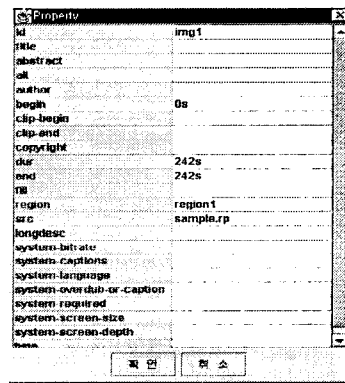 Property
id img1
title
abstract
alt
author
begin 0s
clip-begin
clip-end
copyright
dur 242s
end 242s
fill
region region1
src sample.rp
longdesc
system-bitrate
system-captions
system-language
system-overdub-or-caption
system-required
system-screen-size
system-screen-depth
확 인 취 소